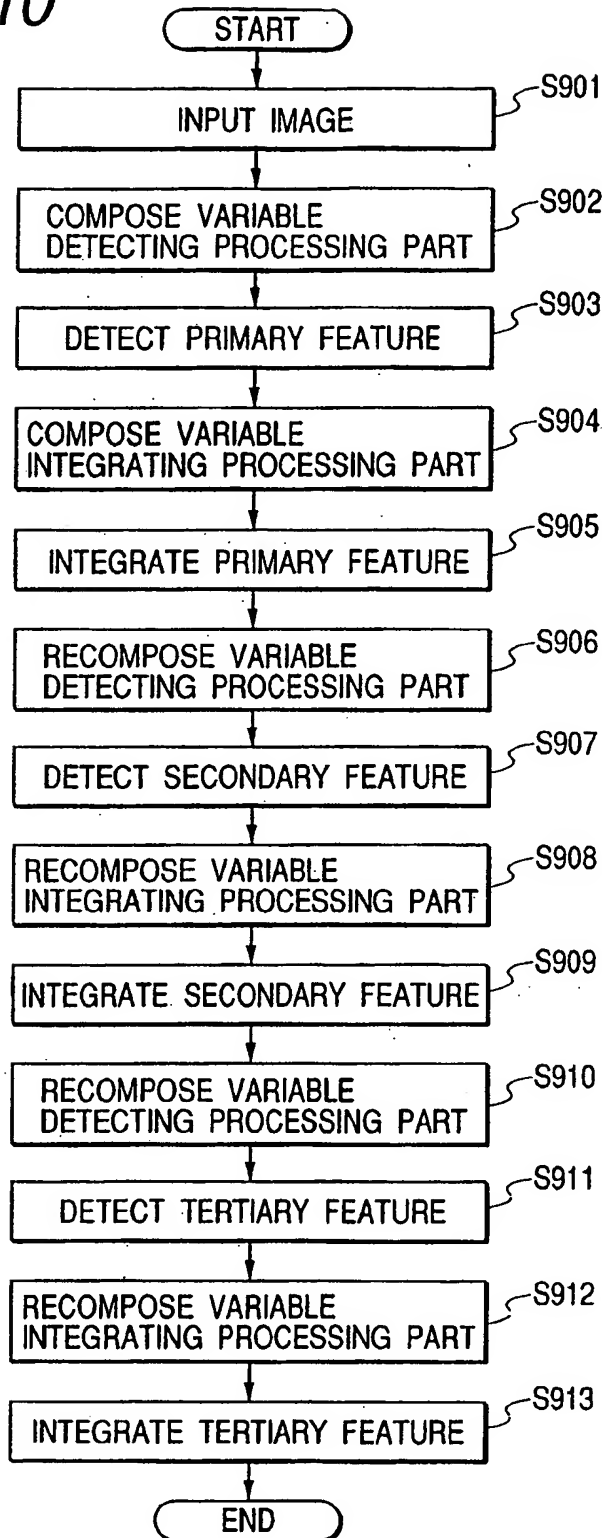 10
START
INPUT IMAGE
S901
COMPOSE VARIABLE
DETECTING PROCESSING PART
S902
DETECT PRIMARY FEATURE
S903
COMPOSE VARIABLE
INTEGRATING PROCESSING PART
S904
INTEGRATE PRIMARY FEATURE
S905
RECOMPOSE VARIABLE
DETECTING PROCESSING PART
S906
DETECT SECONDARY FEATURE
S907
RECOMPOSE VARIABLE
INTEGRATING PROCESSING PART
S908
INTEGRATE SECONDARY FEATURE
S909
RECOMPOSE VARIABLE
DETECTING PROCESSING PART
S910
DETECT TERTIARY FEATURE
S911
RECOMPOSE VARIABLE
INTEGRATING PROCESSING PART
S912
INTEGRATE TERTIARY FEATURE
S913
END